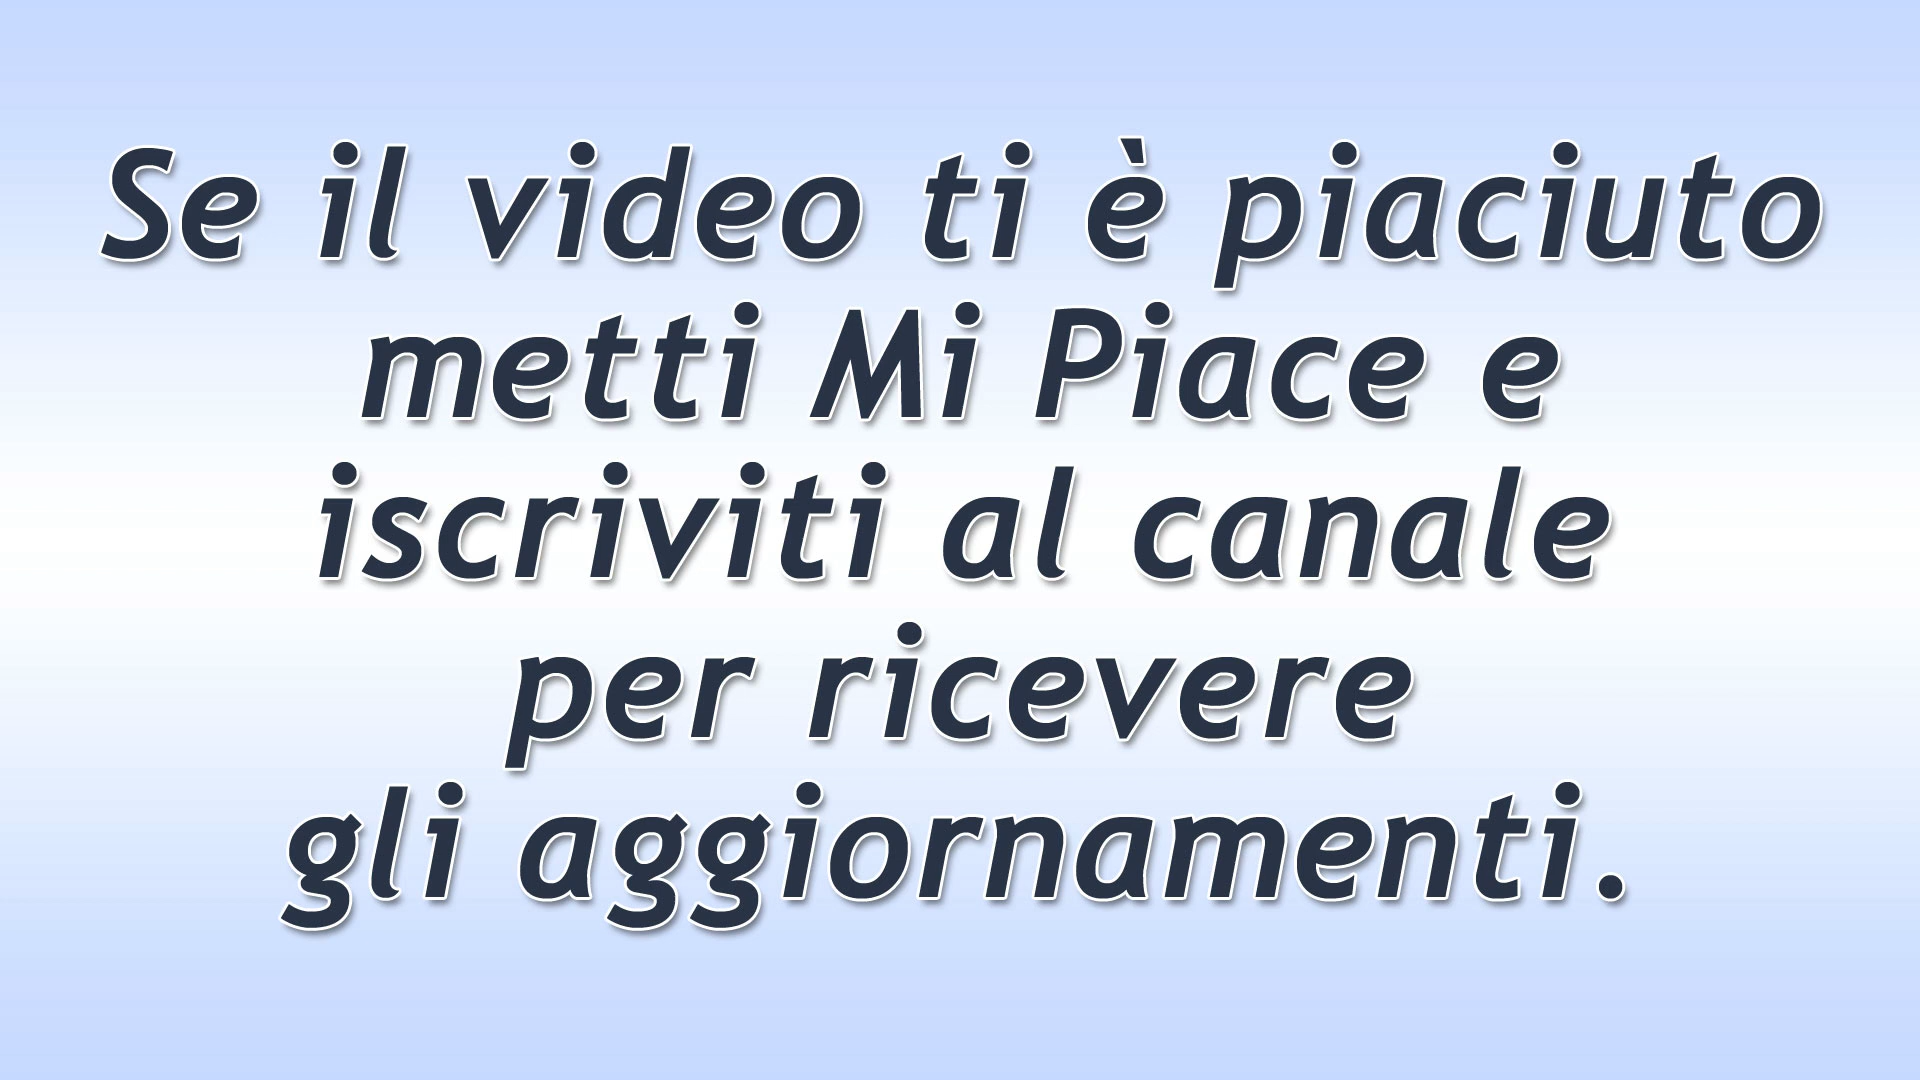 Se il video ti è piaciuto
metti Mi Piace e
iscriviti al canale
per ricevere
gli aggiornamenti.